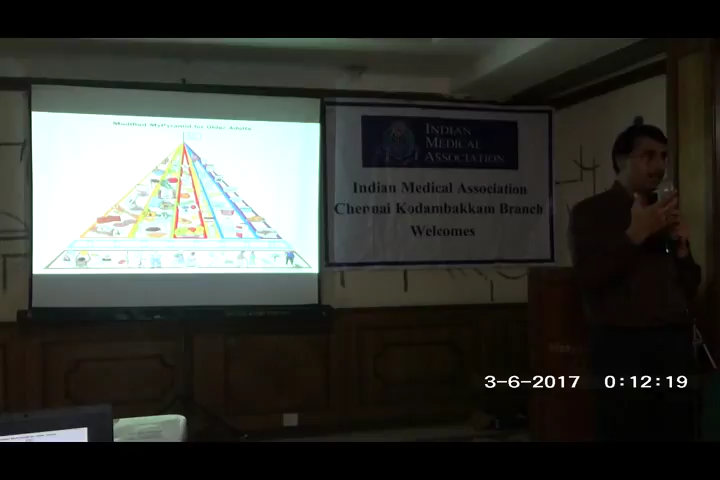 Modified MyPyramid for Older Adults
INDIAN
MEDICAL
ASSOCIATION
Indian Medical Association
Chennai Kodambakkam Branch
Welcomes
3-6-2017 0:12:19